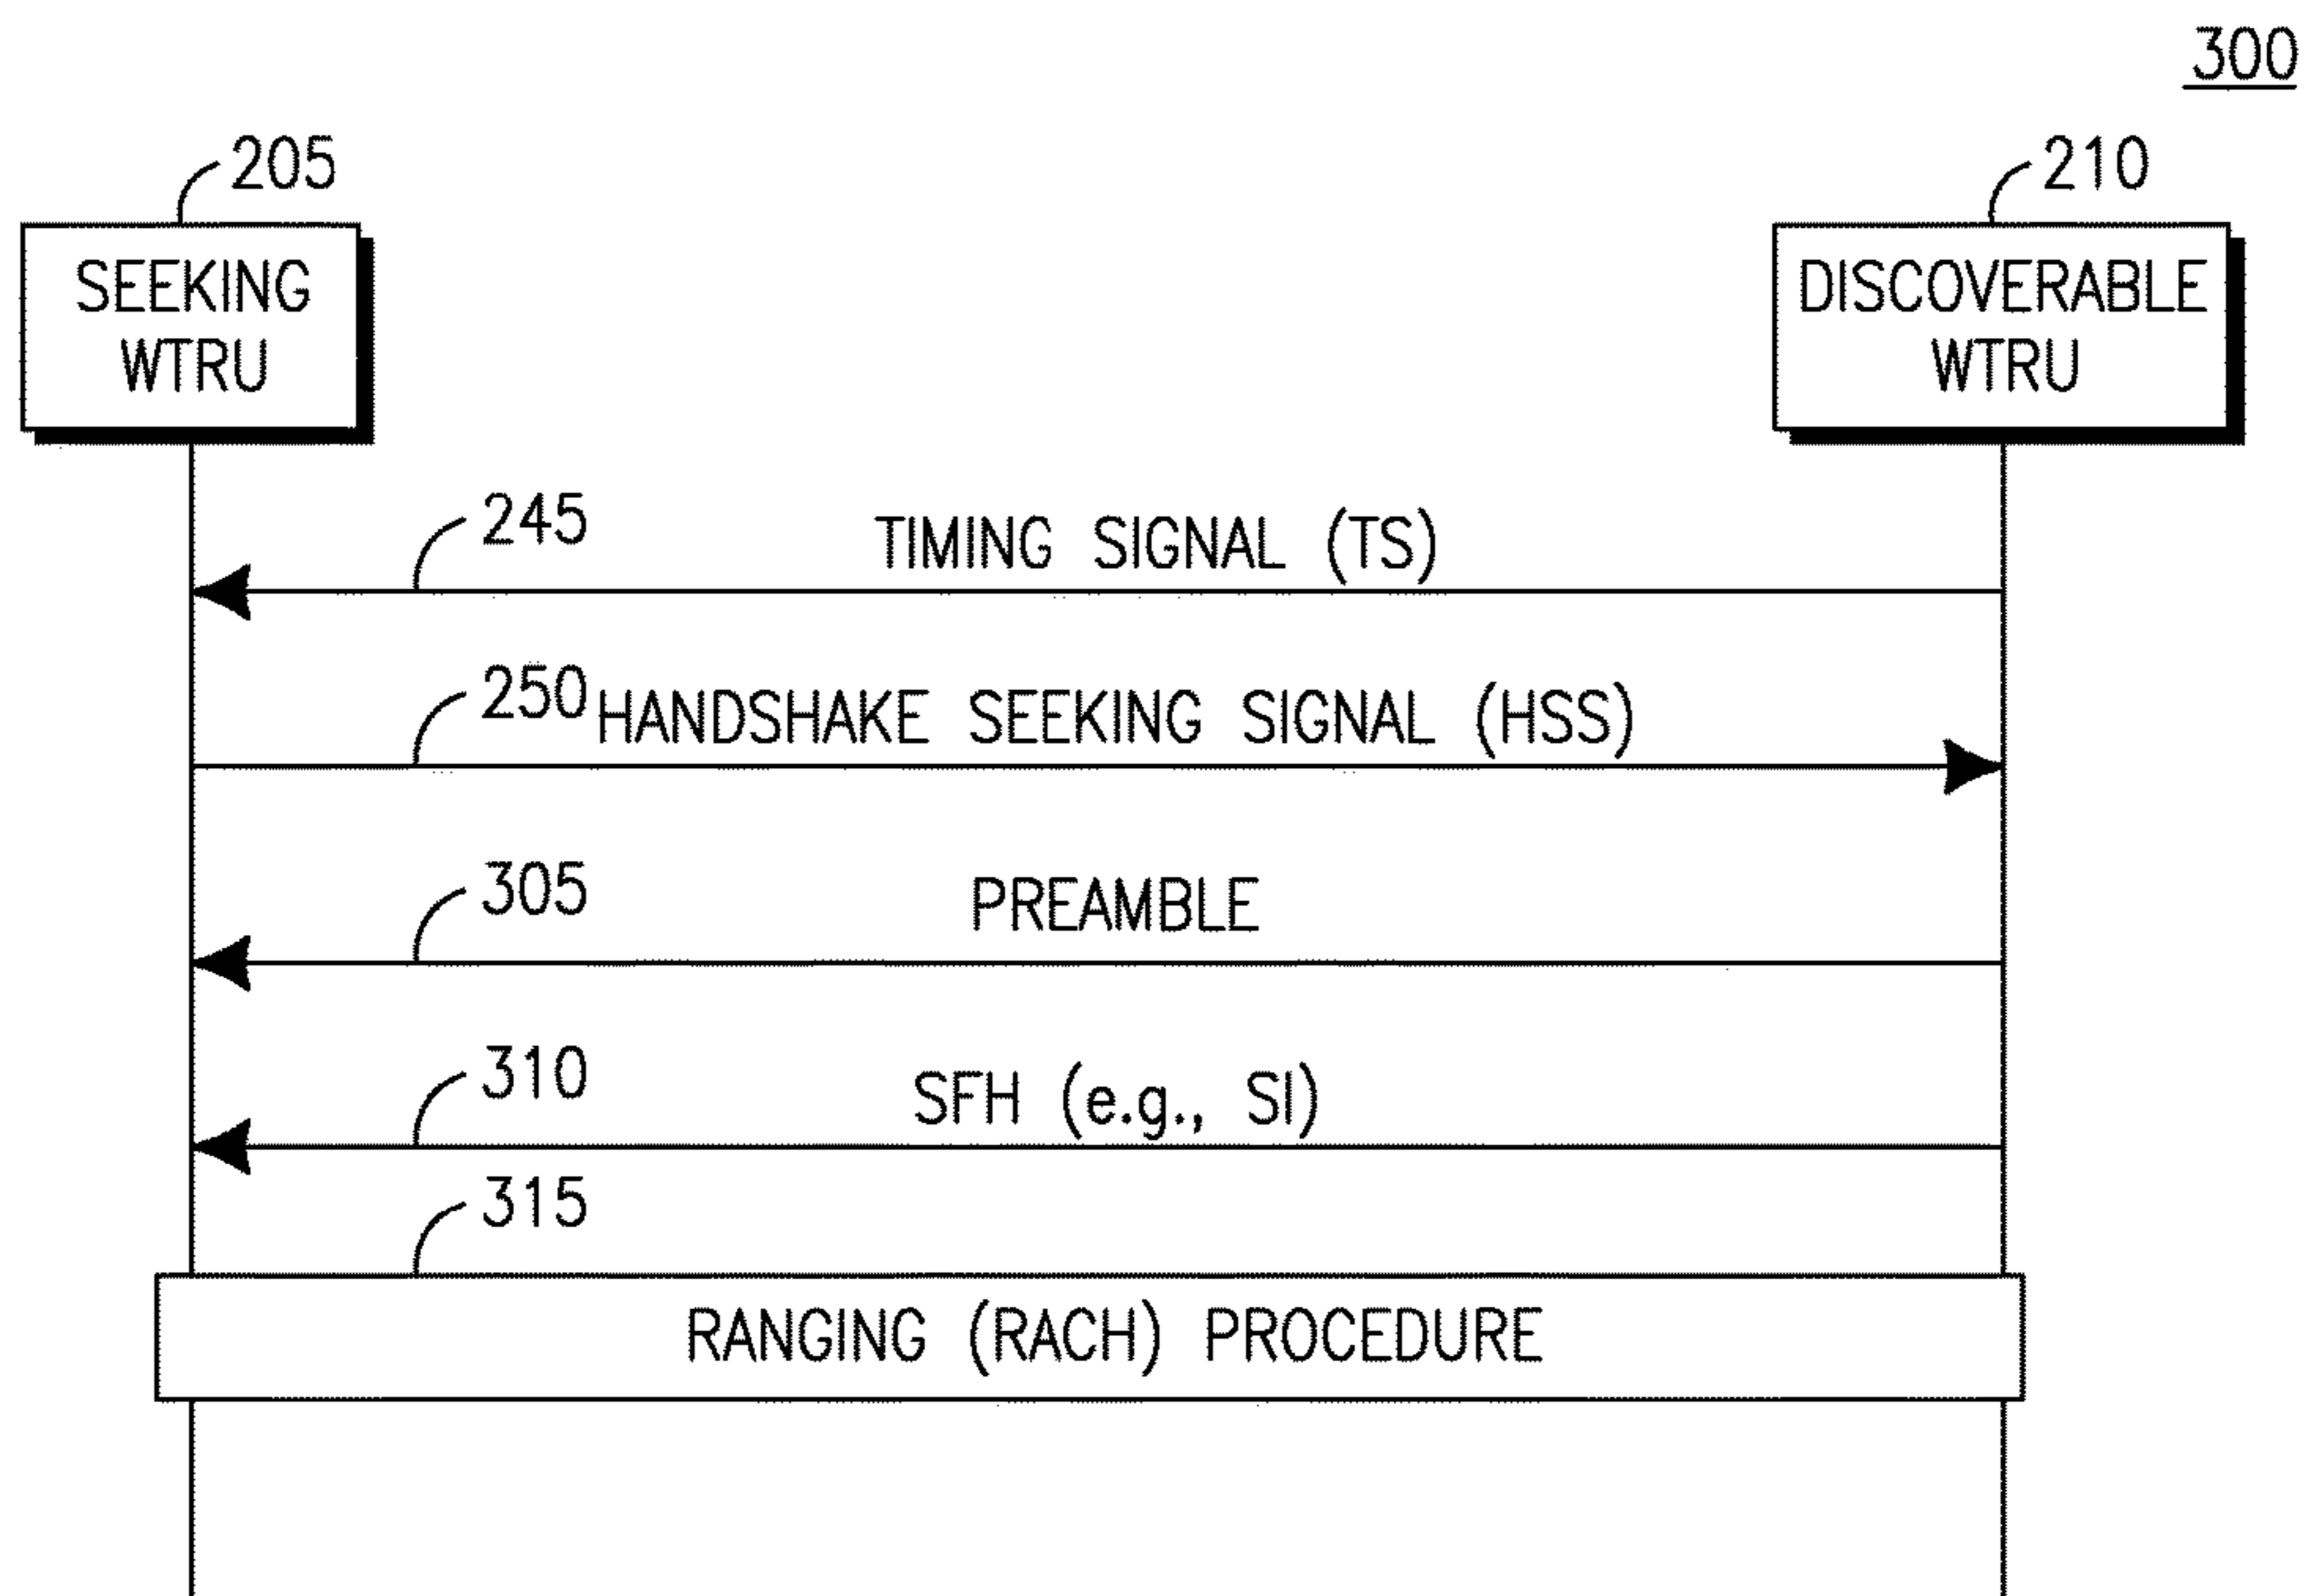 300
205
210
SEEKING
WTRU
DISCOVERABLE
WTRU
245
TIMING SIGNAL (TS)
250
HANDSHAKE SEEKING SIGNAL (HSS)
305
PREAMBLE
310
SFH (e.g., SI)
315
RANGING (RACH) PROCEDURE